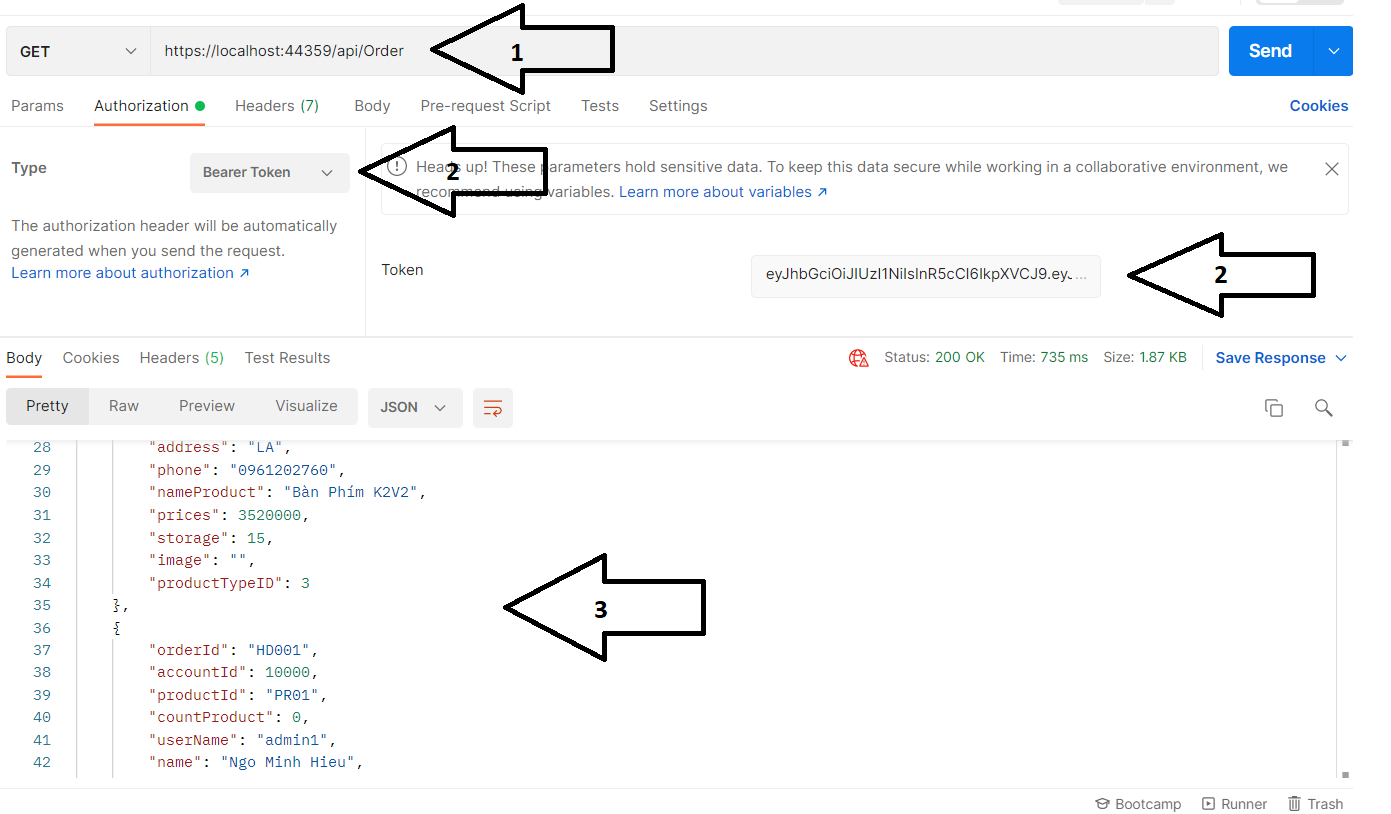 GET https://localhost:44359/api/Order 1 Send
Params Authorization Headers (7) Body Pre-request Script Tests Settings Cookies
Type Bearer Token 2
Heads up! These parameters hold sensitive data. To keep this data secure while working in a collaborative environment, we
recommend using variables. Learn more about variables ↗
The authorization header will be automatically
generated when you send the request.
Learn more about authorization ↗
Token eyJhbGciOiJIUzI1NiIsInR5cCI6IkpXVCJ9.eyJ... 2
Body Cookies Headers (5) Test Results Status: 200 OK Time: 735 ms Size: 1.87 KB Save Response
Pretty Raw Preview Visualize JSON
28 "address": "LA",
29 "phone": "0961202760",
30 "nameProduct": "Bàn Phím K2V2",
31 "prices": 3520000,
32 "storage": 15,
33 "image": "",
34 "productTypeID": 3
35 },
3
36 {
37 "orderId": "HD001",
38 "accountId": 10000,
39 "productId": "PR01",
40 "countProduct": 0,
41 "userName": "admin1",
42 "name": "Ngo Minh Hieu",
Bootcamp Runner Trash